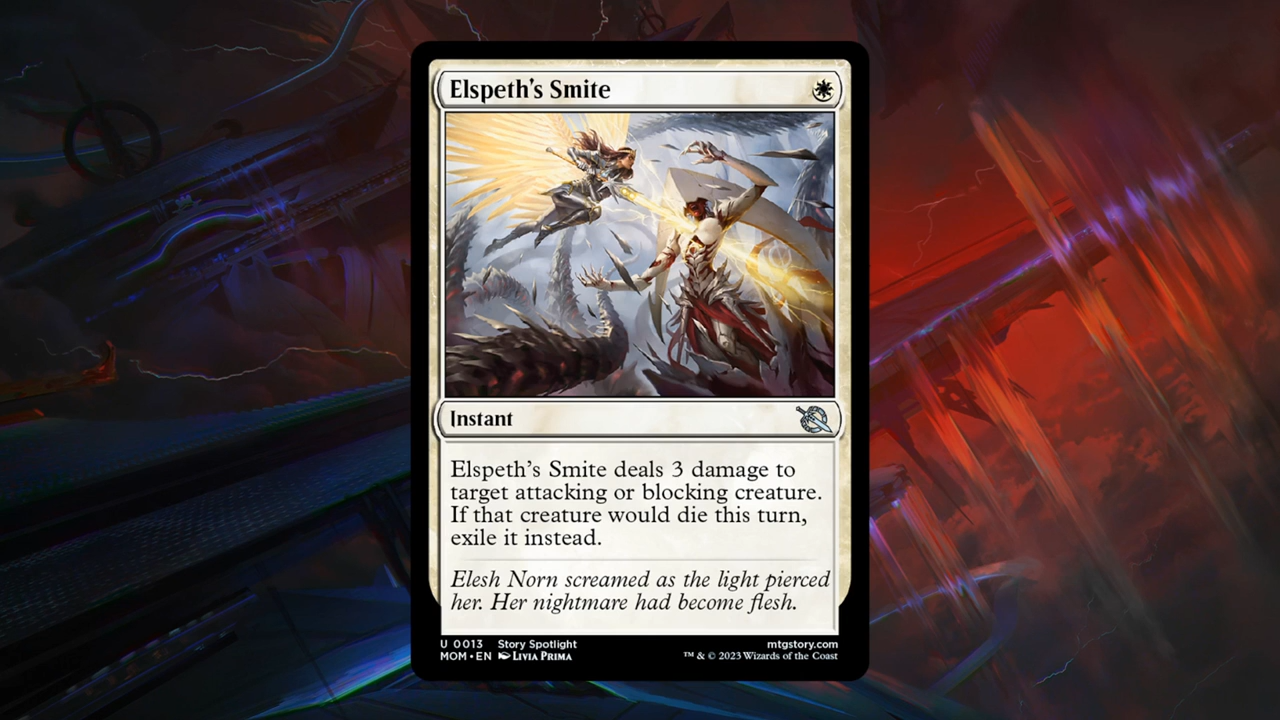 Elspeth's Smite
Instant
Elspeth's Smite deals 3 damage to
target attacking or blocking creature.
If that creature would die this turn,
exile it instead.
Elesh Norn screamed as the light pierced
her. Her nightmare had become flesh.
U 0013 Story Spotlight mtgstory.com
MOM • EN Livia Prima ™ & © 2023 Wizards of the Coast